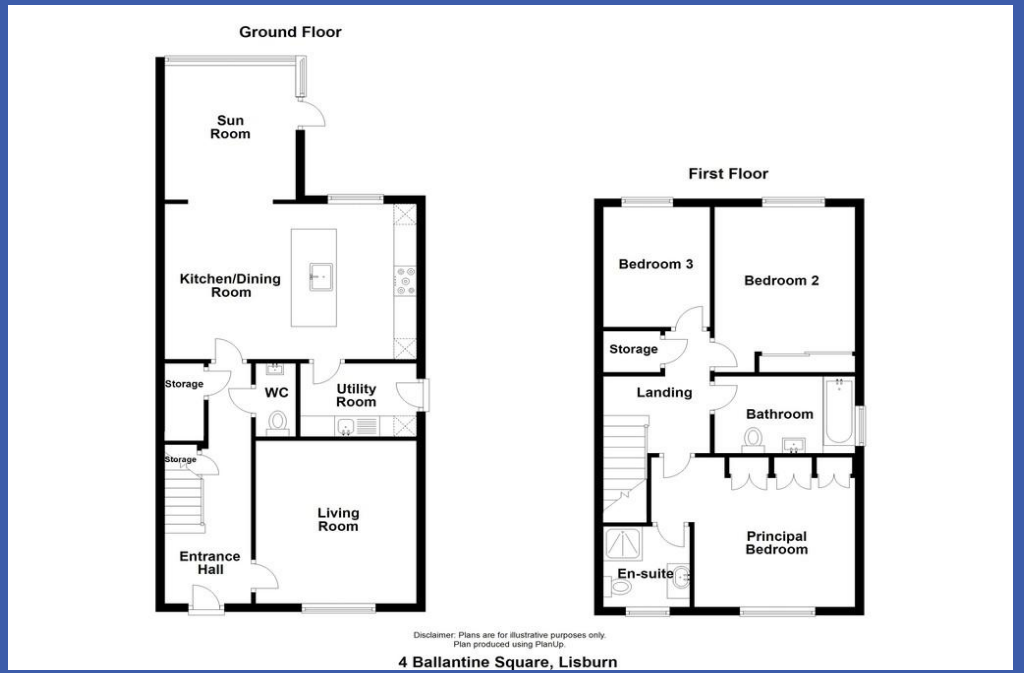 Ground Floor
Sun
Room
Kitchen/Dining
Room
Storage
WC
Utility
Room
Storage
Living
Room
Entrance
Hall
First Floor
Bedroom 3
Bedroom 2
Storage
Landing
Bathroom
Principal
Bedroom
En-suite
Disclaimer: Plans are for illustrative purposes only.
Plan produced using PlanUp.
4 Ballantine Square, Lisburn